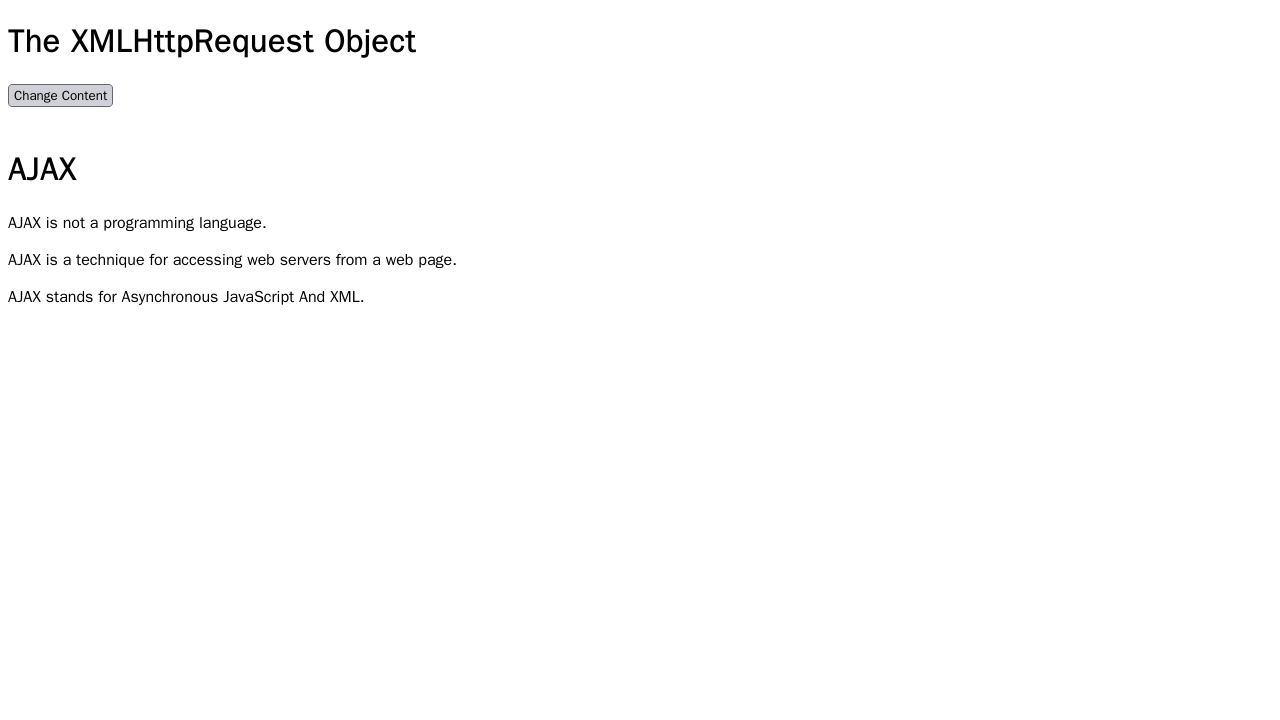 The XMLHttpRequest Object
Change Content
AJAX
AJAX is not a programming language.
AJAX is a technique for accessing web servers from a web page.
AJAX stands for Asynchronous JavaScript And XML.